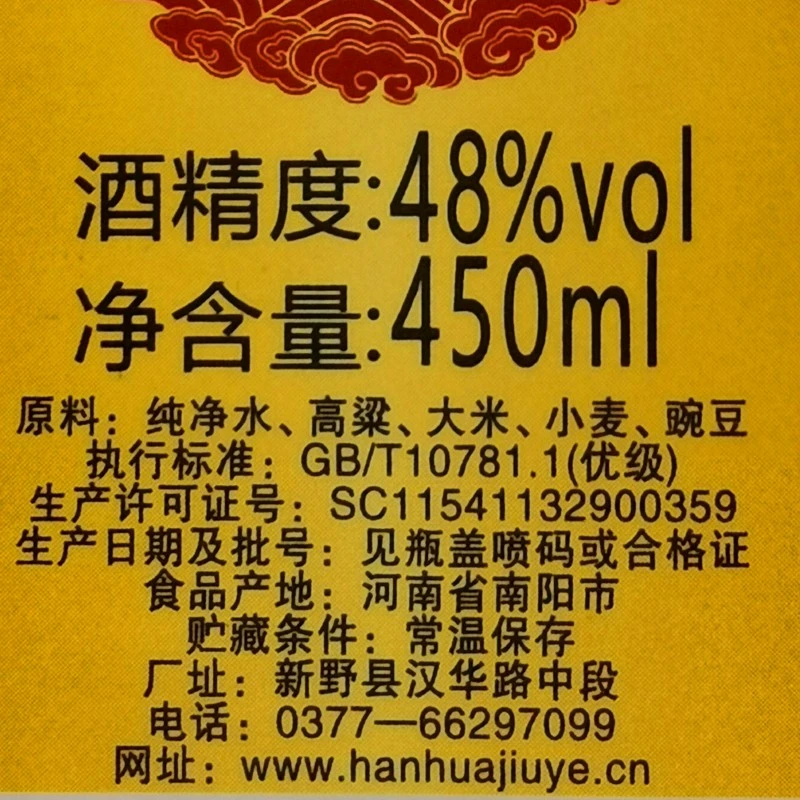 酒精度:48%vol
净含量:450ml
原料：纯净水、高粱、大米、小麦、豌豆
执行标准：GB/T10781.1(优级)
生产许可证号：SC11541132900359
生产日期及批号：见瓶盖喷码或合格证
食品产地：河南省南阳市
贮藏条件：常温保存
厂址：新野县汉华路中段
电话：0377—66297099
网址：www.hanhuajiuye.cn